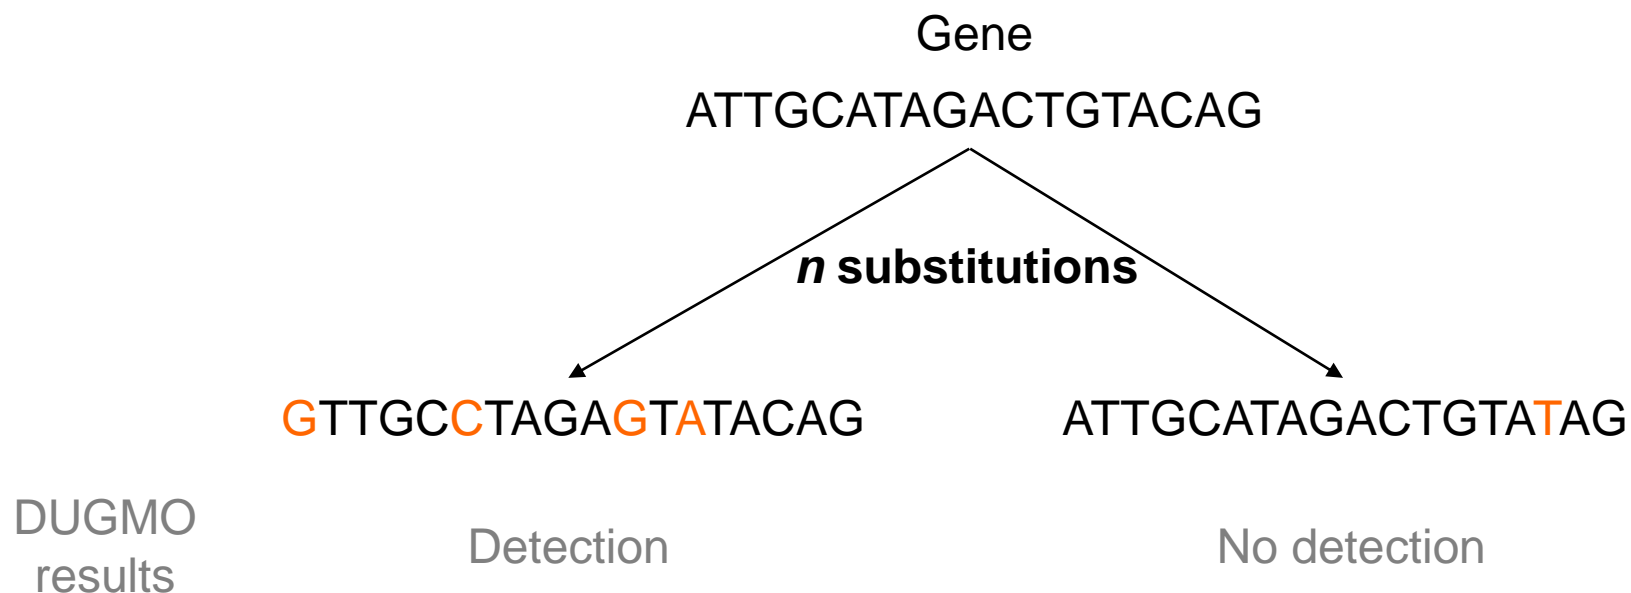 Gene
ATTGCATAGACTGTACAG
n substitutions
GTTGCCTAGAGTATACAG
ATTGCATAGACTGTATAG
DUGMO
results
Detection
No detection